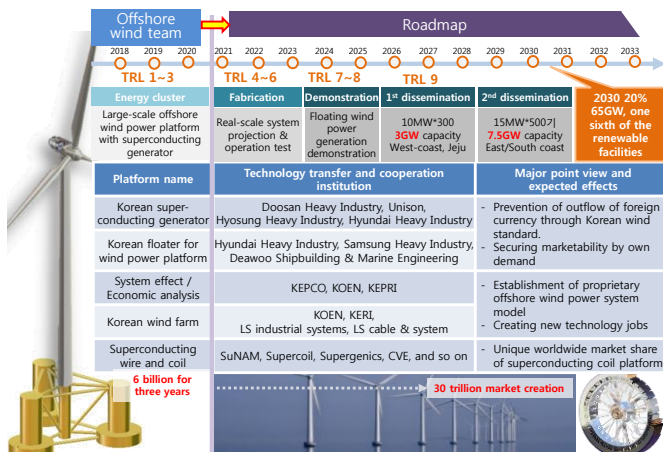 Offshore
wind team
Roadmap
2018 2019 2020 2021 2022 2023 2024 2025 2026 2027 2028 2029 2030 2031 2032 2033
TRL 1~3 TRL 4~6 TRL 7~8 TRL 9
Energy cluster
Large-scale offshore
wind power platform
with superconducting
generator
Fabrication
Real-scale system
projection &
operation test
Demonstration
Floating wind
power
generation
demonstration
1st dissemination
10MW*300
3GW capacity
West-coast, Jeju
2nd dissemination
15MW*500기
7.5GW capacity
East/South coast
2030 20%
65GW, one
sixth of the
renewable
facilities
Platform name
Technology transfer and cooperation
institution
Major point view and
expected effects
Korean super-
conducting generator
Doosan Heavy Industry, Unison,
Hyosung Heavy Industry, Hyundai Heavy Industry
- Prevention of outflow of foreign
currency through Korean wind
standard.
- Securing marketability by own
demand
Korean floater for
wind power platform
Hyundai Heavy Industry, Samsung Heavy Industry,
Deawoo Shipbuilding & Marine Engineering
System effect /
Economic analysis
KEPCO, KOEN, KEPRI
- Establishment of proprietary
offshore wind power system
model
- Creating new technology jobs
Korean wind farm
KOEN, KERI,
LS industrial systems, LS cable & system
Superconducting
wire and coil
SuNAM, Supercoil, Supergenics, CVE, and so on
- Unique worldwide market share
of superconducting coil platform
6 billion for
three years
30 trillion market creation